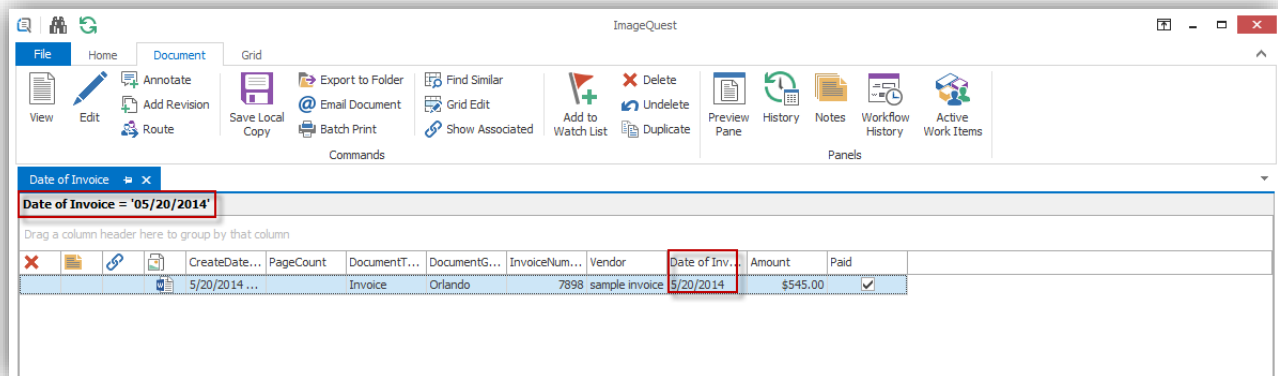 ImageQuest
File Home Document Grid
View
Edit
Annotate
Add Revision
Route
Save Local
Copy
Export to Folder
Email Document
Batch Print
Find Similar
Grid Edit
Show Associated
Add to
Watch List
Delete
Undelete
Duplicate
Commands
Preview
Pane
History
Notes
Workflow
History
Active
Work Items
Panels
Date of Invoice
Date of Invoice = '05/20/2014'
Drag a column header here to group by that column
CreateDate... PageCount DocumentT... DocumentG... InvoiceNum... Vendor Date of Inv... Amount Paid
5/20/2014 ... Invoice Orlando 7898 sample invoice 5/20/2014 $545.00